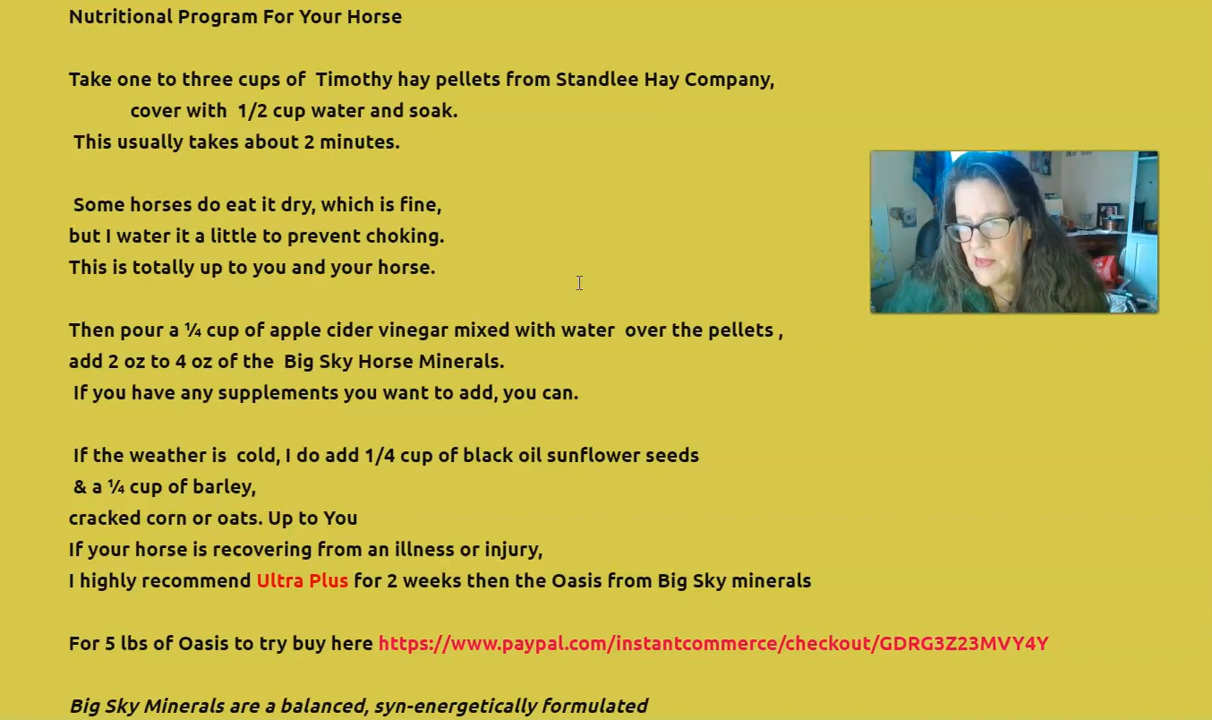 Nutritional Program For Your Horse
Take one to three cups of Timothy hay pellets from Standlee Hay Company,
cover with 1/2 cup water and soak.
This usually takes about 2 minutes.
Some horses do eat it dry, which is fine,
but I water it a little to prevent choking.
This is totally up to you and your horse.
Then pour a ¼ cup of apple cider vinegar mixed with water over the pellets ,
add 2 oz to 4 oz of the Big Sky Horse Minerals.
If you have any supplements you want to add, you can.
If the weather is cold, I do add 1/4 cup of black oil sunflower seeds
& a ¼ cup of barley,
cracked corn or oats. Up to You
If your horse is recovering from an illness or injury,
I highly recommend Ultra Plus for 2 weeks then the Oasis from Big Sky minerals
For 5 lbs of Oasis to try buy here https://www.paypal.com/instantcommerce/checkout/GDRG3Z23MVY4Y
Big Sky Minerals are a balanced, syn-energetically formulated